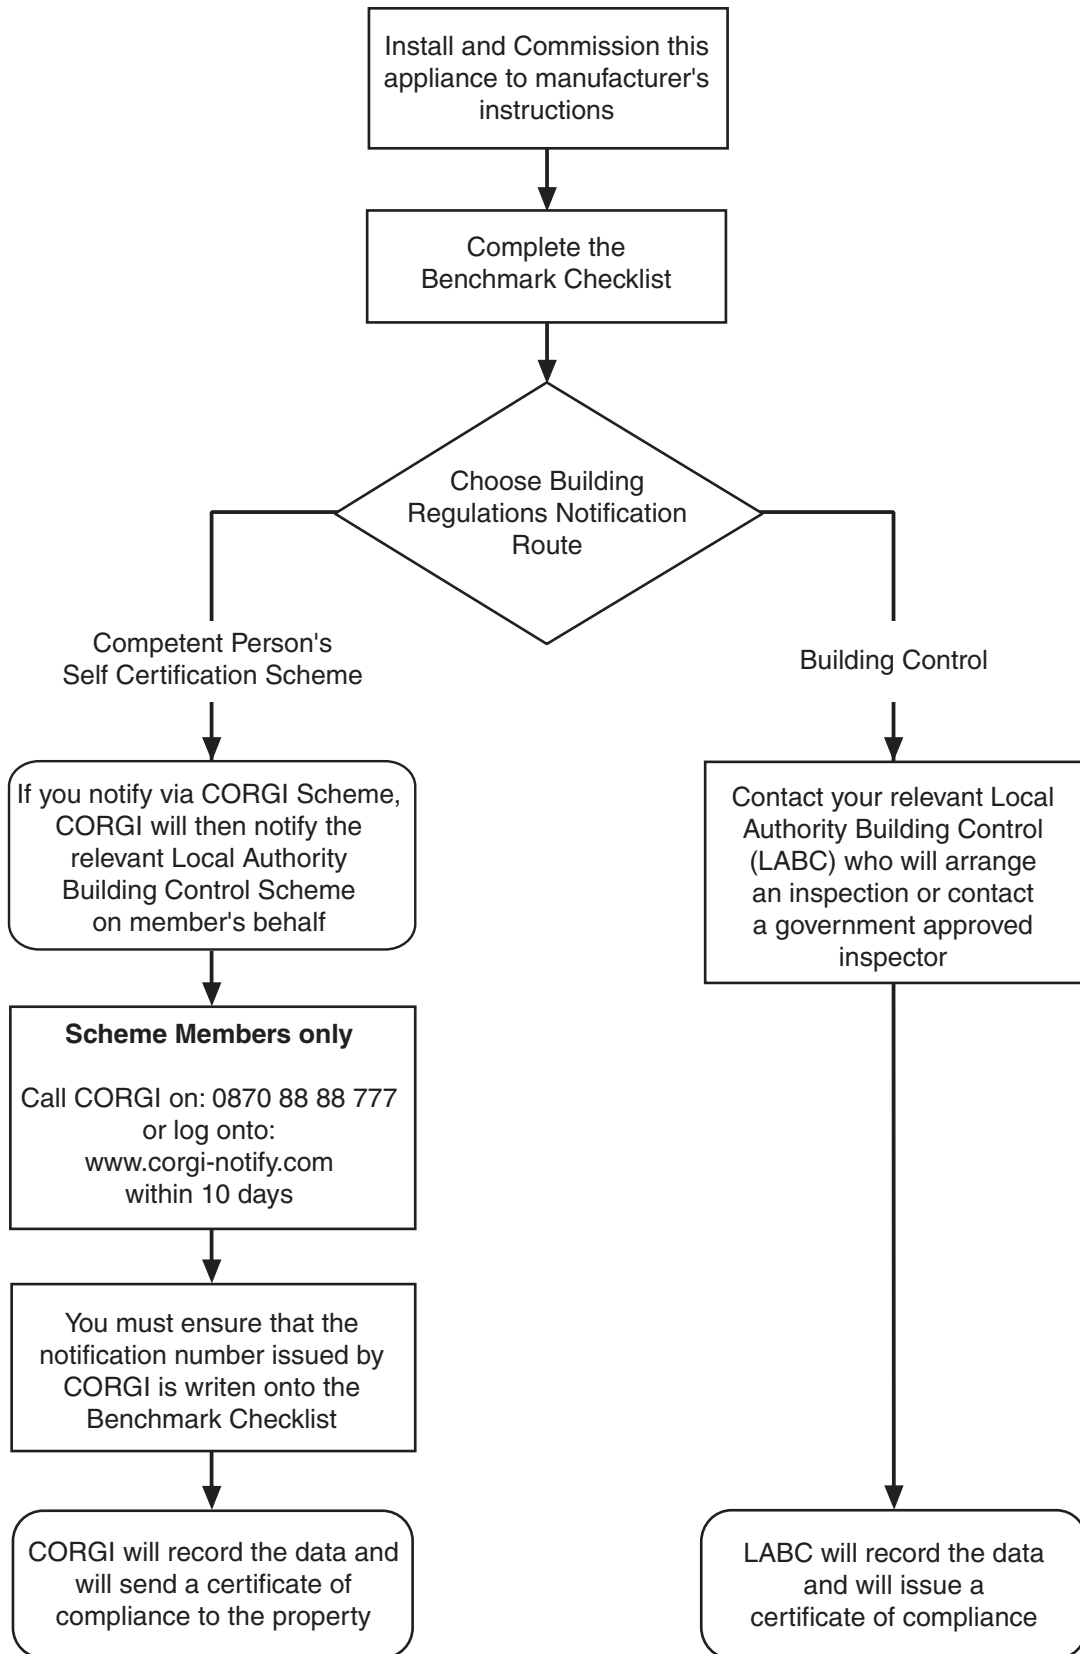 Install and Commission this
appliance to manufacturer's
instructions
Complete the
Benchmark Checklist
Choose Building
Regulations Notification
Route
Competent Person's
Self Certification Scheme
Building Control
If you notify via CORGI Scheme,
CORGI will then notify the
relevant Local Authority
Building Control Scheme
on member's behalf
Contact your relevant Local
Authority Building Control
(LABC) who will arrange
an inspection or contact
a government approved
inspector
Scheme Members only
Call CORGI on: 0870 88 88 777
or log onto:
www.corgi-notify.com
within 10 days
You must ensure that the
notification number issued by
CORGI is writen onto the
Benchmark Checklist
CORGI will record the data and
will send a certificate of
compliance to the property
LABC will record the data
and will issue a
certificate of compliance